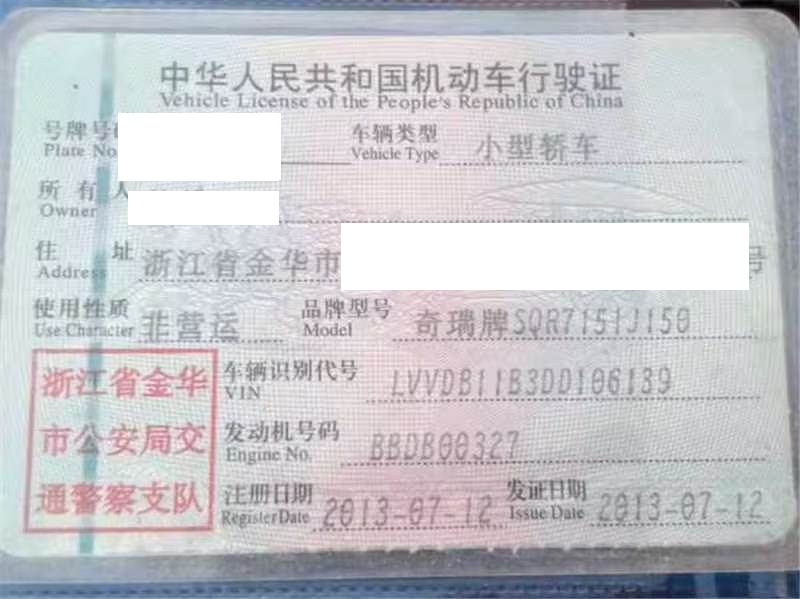 中华人民共和国机动车行驶证
Vehicle License of the People's Republic of China
号牌号 车辆类型 小型轿车
Plate No. Vehicle Type
所有人
Owner
住址 浙江省金华市 号
Address
使用性质 非营运 品牌型号 奇瑞牌SQR7151J150
Use Character Model
浙江省金华
市公安局交
通警察支队
车辆识别代号 LVVDB11B3DD106139
VIN
发动机号码 BBDB00327
Engine No.
注册日期 2013-07-12 发证日期 2013-07-12
Register Date Issue Date